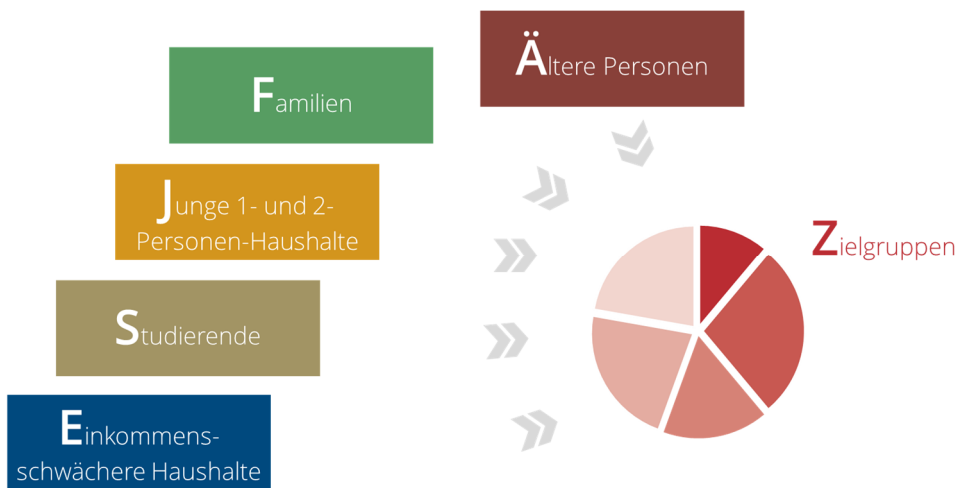 Ältere Personen
Familien
Junge 1- und 2-
Personen-Haushalte
Studierende
Einkommens-
schwächere Haushalte
Zielgruppen